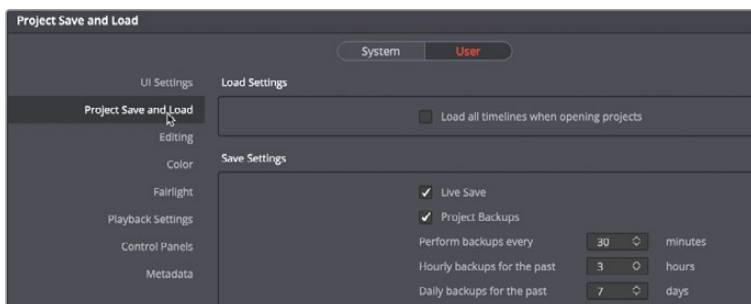 Project Save and Load
System User
UI Settings
Project Save and Load
Editing
Color
Fairlight
Playback Settings
Control Panels
Metadata
Load Settings
Load all timelines when opening projects
Save Settings
Live Save
Project Backups
Perform backups every 30 minutes
Hourly backups for the past 3 hours
Daily backups for the past 7 days